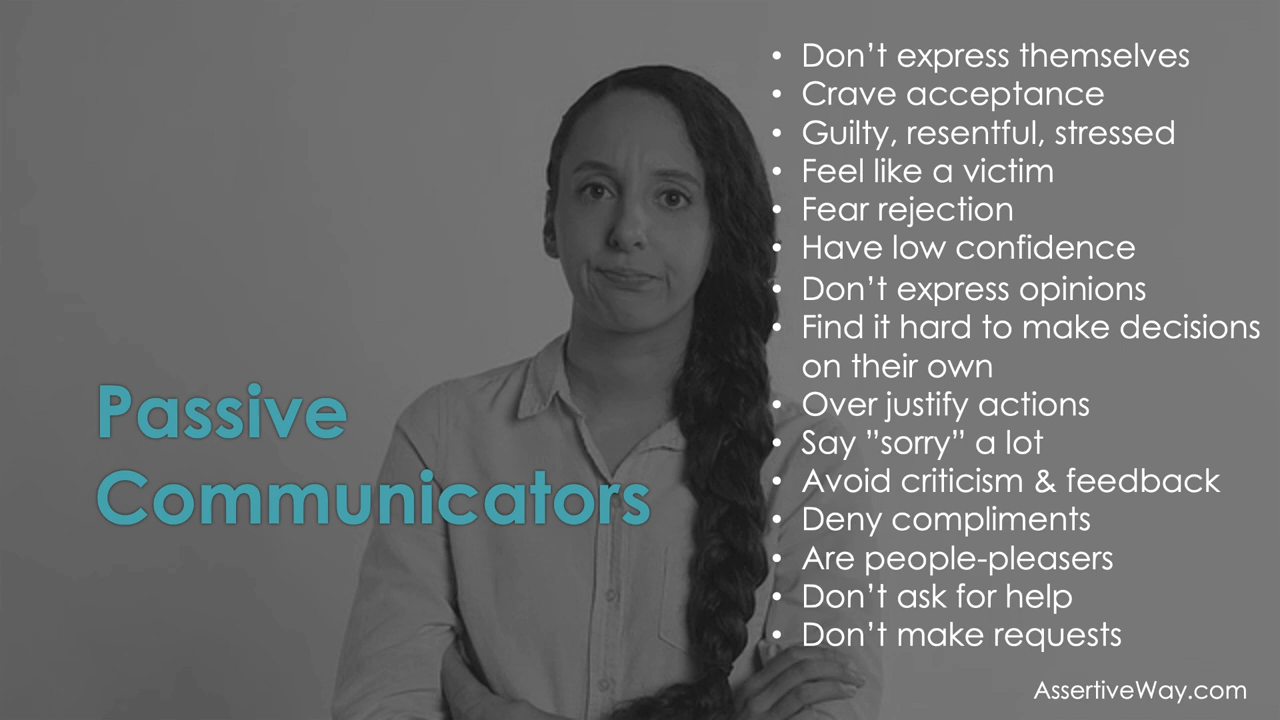 Passive
Communicators
• Don’t express themselves
• Crave acceptance
• Guilty, resentful, stressed
• Feel like a victim
• Fear rejection
• Have low confidence
• Don’t express opinions
• Find it hard to make decisions
on their own
• Over justify actions
• Say ”sorry” a lot
• Avoid criticism & feedback
• Deny compliments
• Are people-pleasers
• Don’t ask for help
• Don’t make requests
AssertiveWay.com